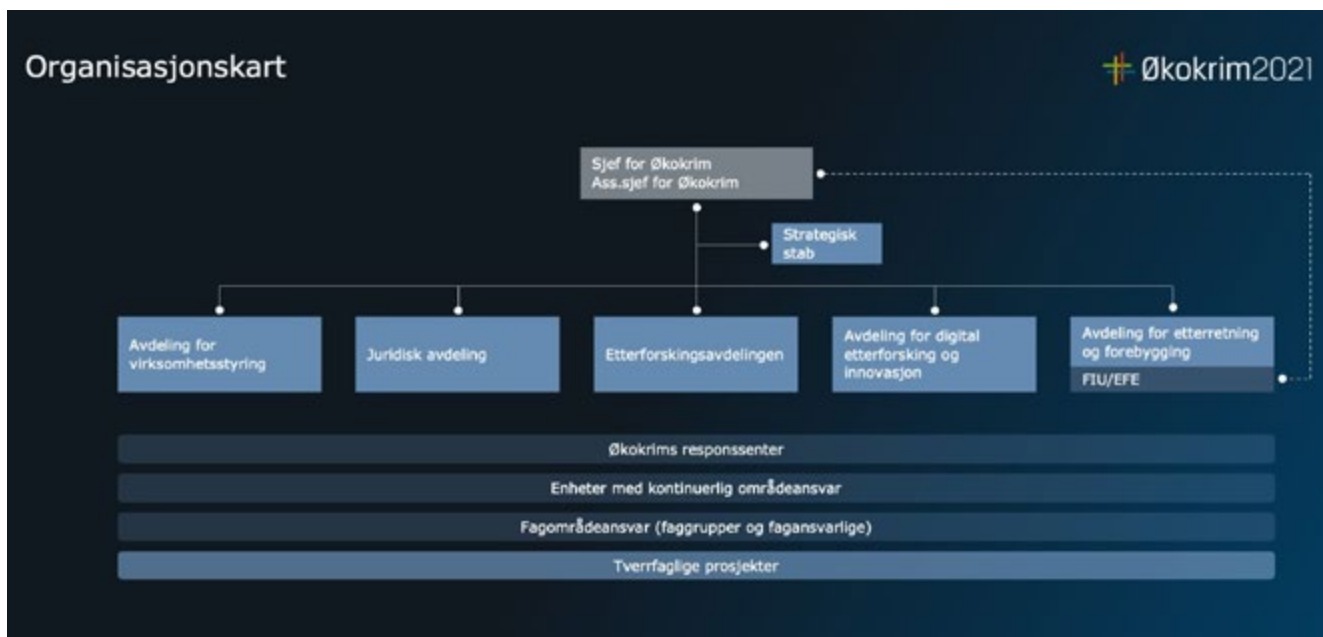 Organisasjonskart
Økokrim2021
Sjef for Økokrim
Ass.sjef for Økokrim
Strategisk
stab
Avdeling for
virksomhetsstyring
Juridisk avdeling
Etterforskingsavdelingen
Avdeling for digital
etterforsking og
innovasjon
Avdeling for etterretning
og forebygging
FIU/EFE
Økokrims responssenter
Enheter med kontinuerlig områdeansvar
Fagområdeansvar (faggrupper og fagansvarlige)
Tverrfaglige prosjekter